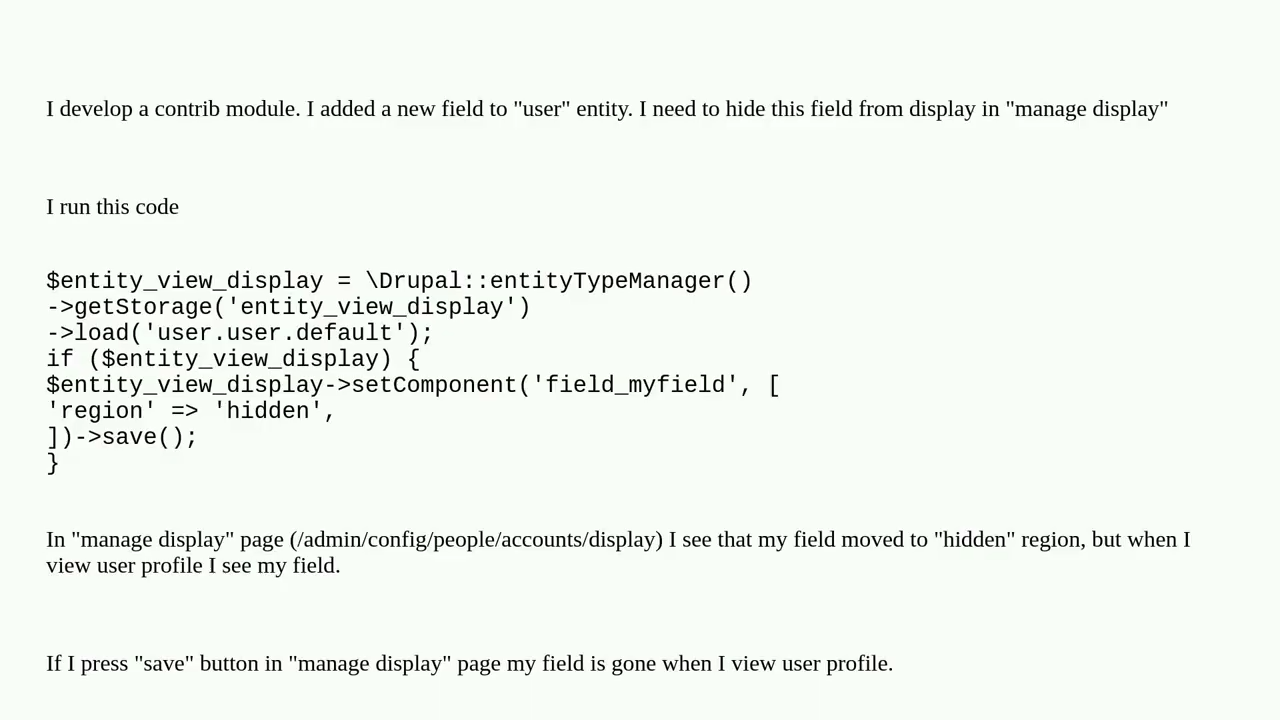 I develop a contrib module. I added a new field to "user" entity. I need to hide this field from display in "manage display"
I run this code
$entity_view_display = \Drupal::entityTypeManager()
->getStorage('entity_view_display')
->load('user.user.default');
if ($entity_view_display) {
$entity_view_display->setComponent('field_myfield', [
'region' => 'hidden',
])->save();
}
In "manage display" page (/admin/config/people/accounts/display) I see that my field moved to "hidden" region, but when I
view user profile I see my field.
If I press "save" button in "manage display" page my field is gone when I view user profile.